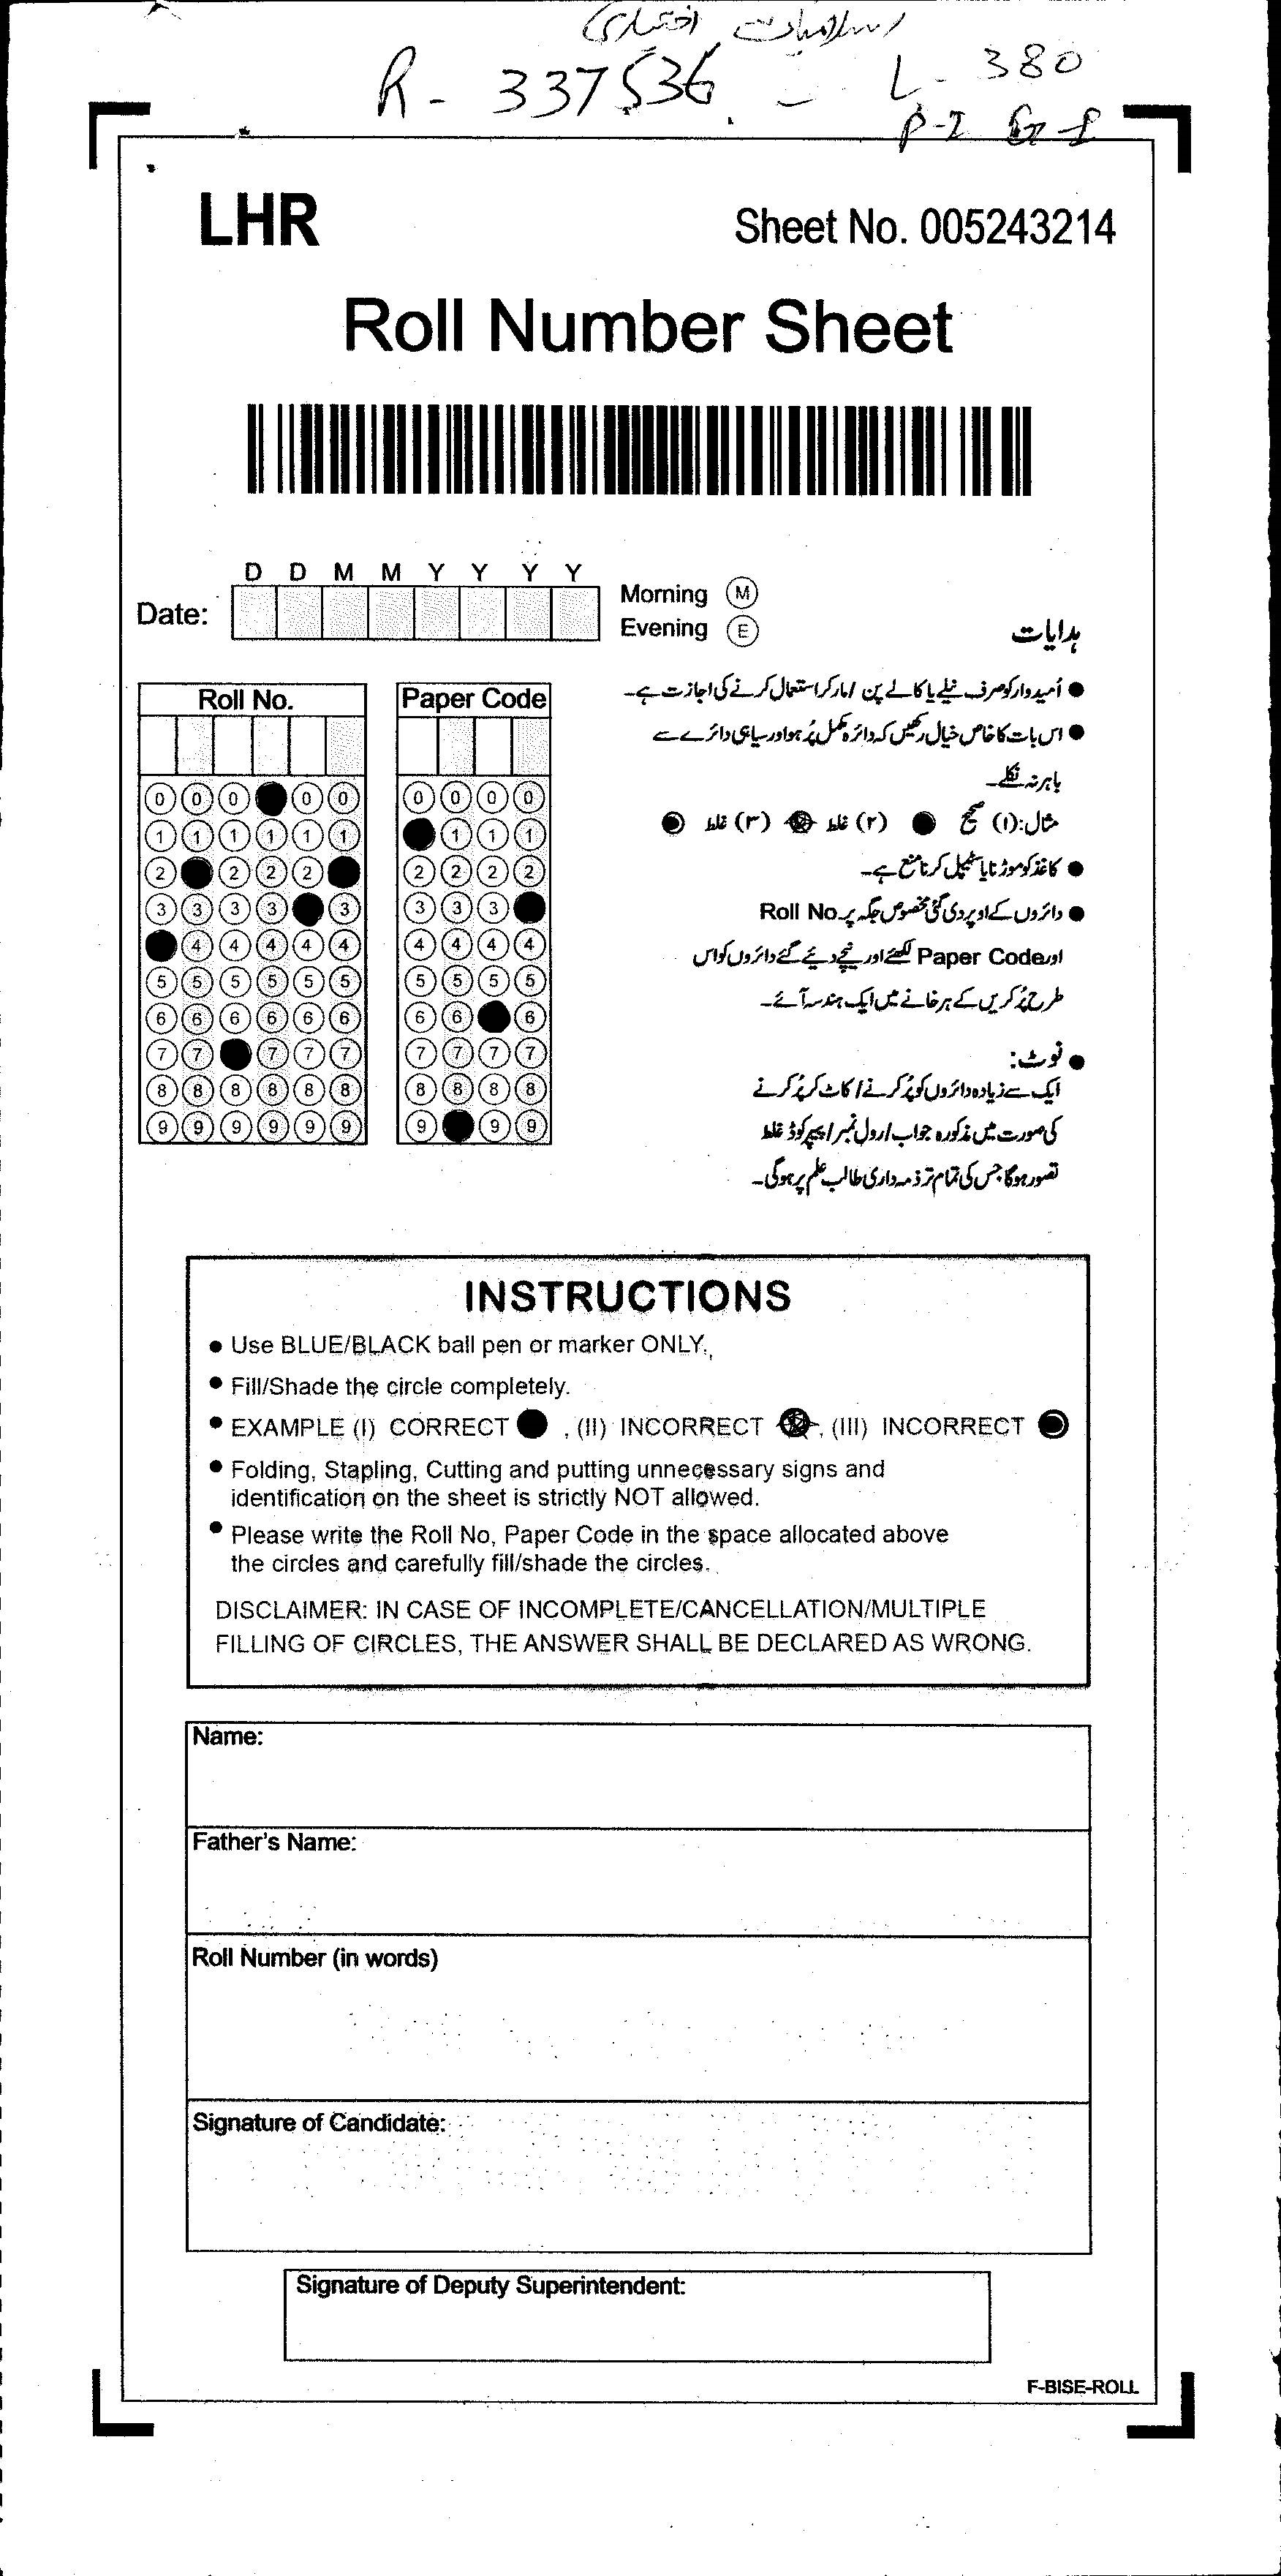 اسلامیات اختیاری
R - 337536 - L - 380
P-I G-I
LHR
Sheet No. 005243214
Roll Number Sheet
D D M M Y Y Y Y
Date:
Morning M
Evening E
Roll No.
Paper Code
0 0 0 0 0 0 0 0 0
1 1 1 1 1 1 1 1 1
2 2 2 2 2 2 2 2
3 3 3 3 3 3 3 3
4 4 4 4 4 4 4 4 4
5 5 5 5 5 5 5 5 5 5
6 6 6 6 6 6 6 6 6
7 7 7 7 7 7 7 7 7
8 8 8 8 8 8 8 8 8 8
9 9 9 9 9 9 9 9 9
ہدایات
● اُمیدوار کو صرف نیلے یا کالے پن / مارکر استعمال کرنے کی اجازت ہے۔
● اس بات کا خاص خیال رکھیں کہ دائرہ مکمل پُر ہو اور سیاہی دائرے سے
باہر نہ نکلے۔
مثال: (۱) صحیح ● (۲) غلط (۳) غلط
● کاغذ کو موڑنا یا سٹیپل کرنا منع ہے۔
● دائروں کے اوپر دی گئی مخصوص جگہ پر Roll No.
اور Paper Code لکھئے اور نیچے دیئے گئے دائروں کو اس
طرح پُر کریں کے ہر خانے میں ایک ہندسہ آئے۔
● نوٹ:
ایک سے زیادہ دائروں کو پُر کرنے / کاٹ کر پُر کرنے
کی صورت میں مذکورہ جواب / رول نمبر / پیپر کوڈ غلط
تصور ہوگا جس کی تمام تر ذمہ داری طالب علم پر ہوگی۔
INSTRUCTIONS
● Use BLUE/BLACK ball pen or marker ONLY.
● Fill/Shade the circle completely.
● EXAMPLE (I) CORRECT ● , (II) INCORRECT , (III) INCORRECT
● Folding, Stapling, Cutting and putting unnecessary signs and
identification on the sheet is strictly NOT allowed.
● Please write the Roll No, Paper Code in the space allocated above
the circles and carefully fill/shade the circles.
DISCLAIMER: IN CASE OF INCOMPLETE/CANCELLATION/MULTIPLE
FILLING OF CIRCLES, THE ANSWER SHALL BE DECLARED AS WRONG.
Name:
Father's Name:
Roll Number (in words)
Signature of Candidate:
Signature of Deputy Superintendent:
F-BISE-ROLL